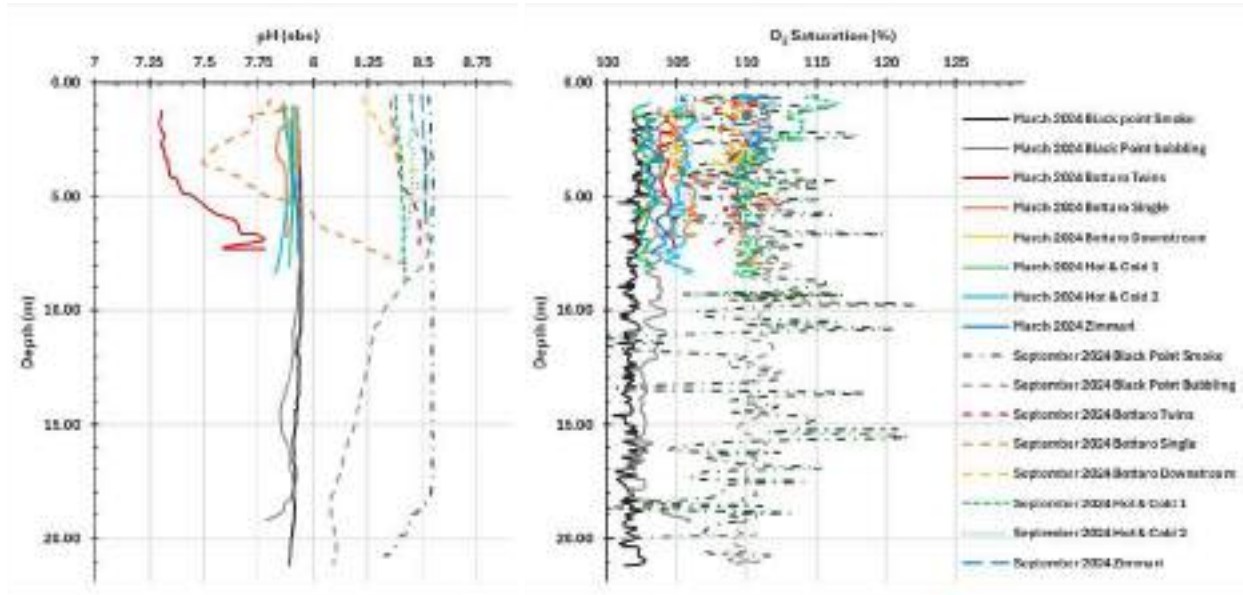 pH (nbs)
7 7.25 7.5 7.75 8 8.25 8.5 8.75
0.00
5.00
10.00
15.00
20.00
Depth (m)
O₂ Saturation (%)
100 105 110 115 120 125
0.00
5.00
10.00
15.00
20.00
Depth (m)
March 2024 Black point Smoke
March 2024 Black Point bubbling
March 2024 Bottaro Twins
March 2024 Bottaro Single
March 2024 Bottaro Downstream
March 2024 Hot & Cold 1
March 2024 Hot & Cold 2
March 2024 Zimmari
September 2024 Black Point Smoke
September 2024 Black Point Bubbling
September 2024 Bottaro Twins
September 2024 Bottaro Single
September 2024 Bottaro Downstream
September 2024 Hot & Cold 1
September 2024 Hot & Cold 2
September 2024 Zimmari